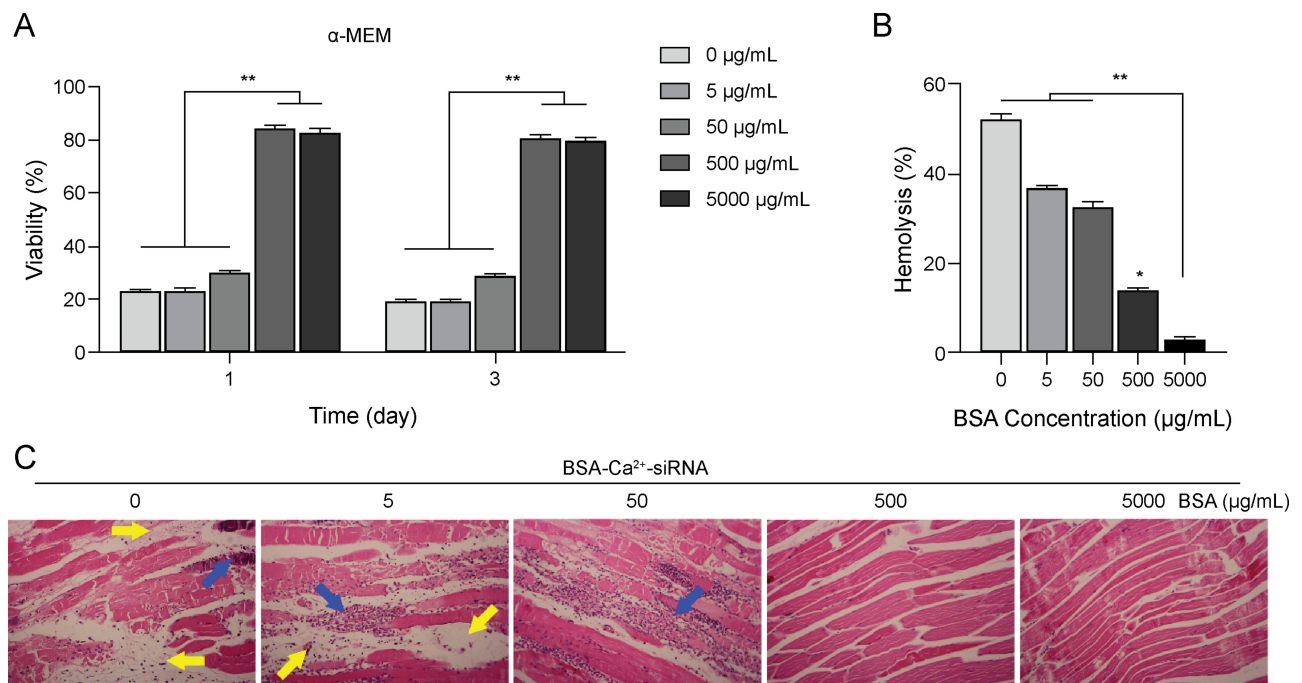 A
α-MEM
Viability (%)
100
80
60
40
20
0
**
**
1
3
Time (day)
0 µg/mL
5 µg/mL
50 µg/mL
500 µg/mL
5000 µg/mL
B
Hemolysis (%)
60
40
20
0
**
*
0 5 50 500 5000
BSA Concentration (µg/mL)
C
BSA-Ca²⁺-siRNA
0 5 50 500 5000 BSA (µg/mL)